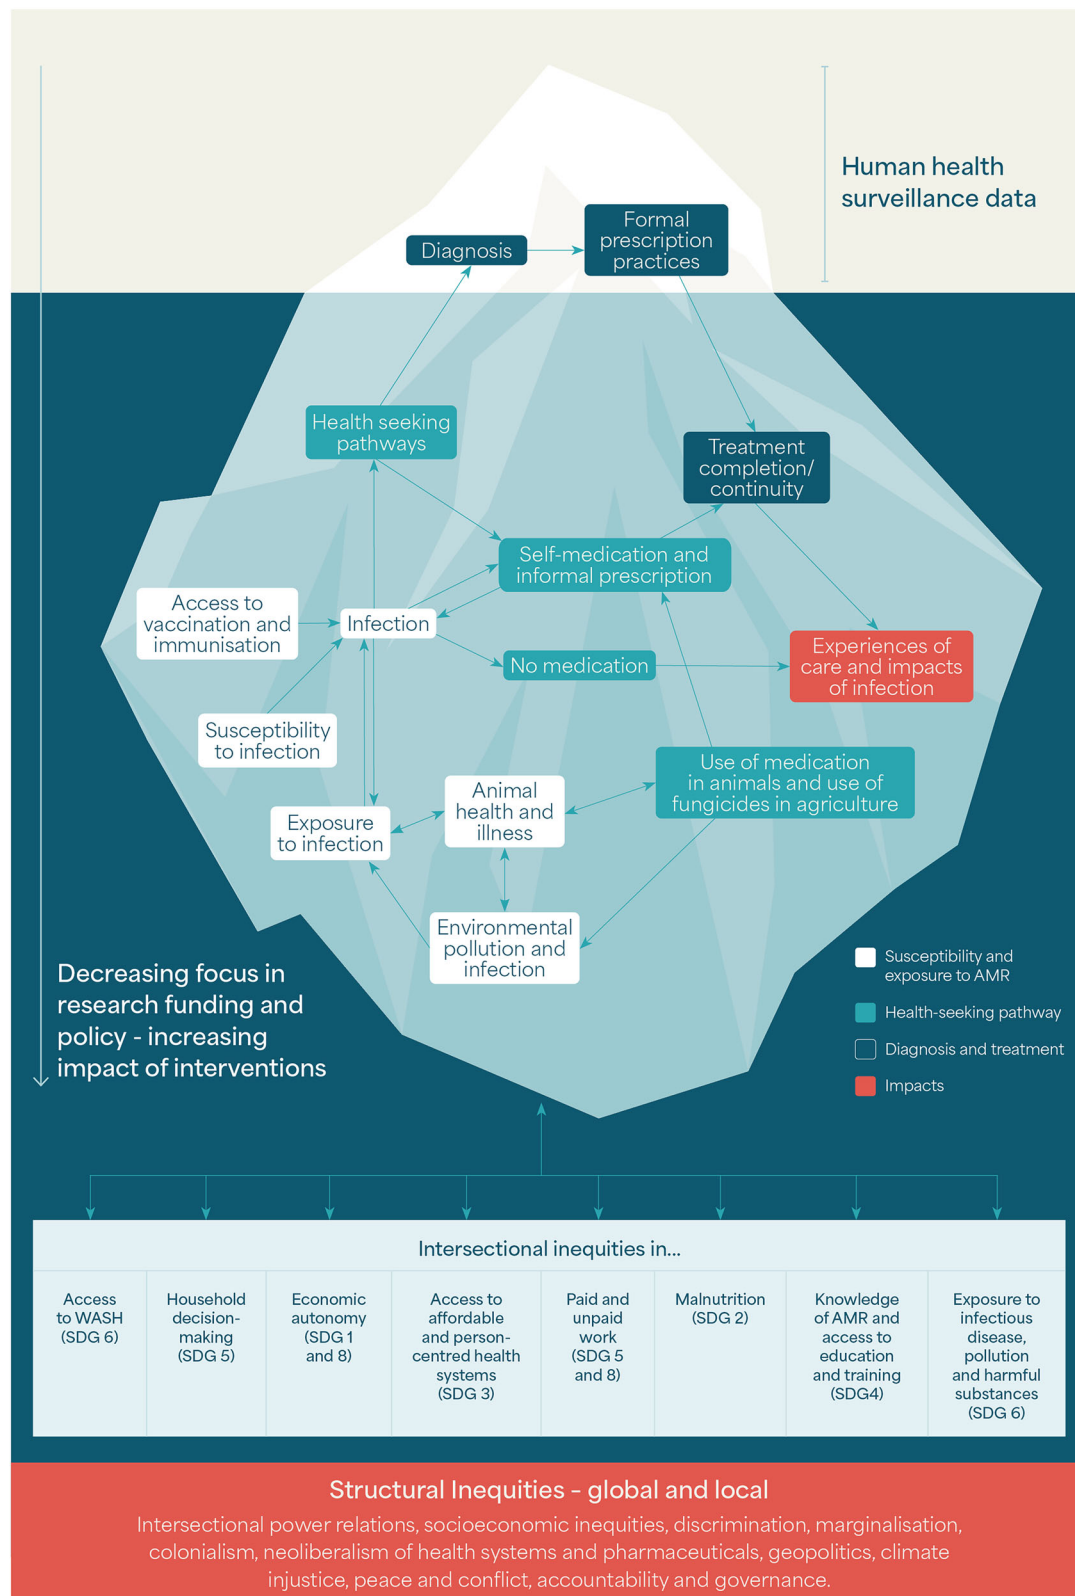 Human health
surveillance data
Formal
prescription
practices
Diagnosis
Health seeking
pathways
Treatment
completion/
continuity
Self-medication and
informal prescription
Access to
vaccination and
immunisation
Infection
No medication
Experiences of
care and impacts
of infection
Susceptibility
to infection
Use of medication
in animals and use of
fungicides in agriculture
Animal
health and
illness
Exposure
to infection
Environmental
pollution and
infection
Decreasing focus in
research funding and
policy - increasing
impact of interventions
Susceptibility and
exposure to AMR
Health-seeking pathway
Diagnosis and treatment
Impacts
Intersectional inequities in...
Access
to WASH
(SDG 6)
Household
decision-
making
(SDG 5)
Economic
autonomy
(SDG 1
and 8)
Access to
affordable
and person-
centred health
systems
(SDG 3)
Paid and
unpaid
work
(SDG 5
and 8)
Malnutrition
(SDG 2)
Knowledge
of AMR and
access to
education
and training
(SDG4)
Exposure to
infectious
disease,
pollution
and harmful
substances
(SDG 6)
Structural Inequities – global and local
Intersectional power relations, socioeconomic inequities, discrimination, marginalisation,
colonialism, neoliberalism of health systems and pharmaceuticals, geopolitics, climate
injustice, peace and conflict, accountability and governance.